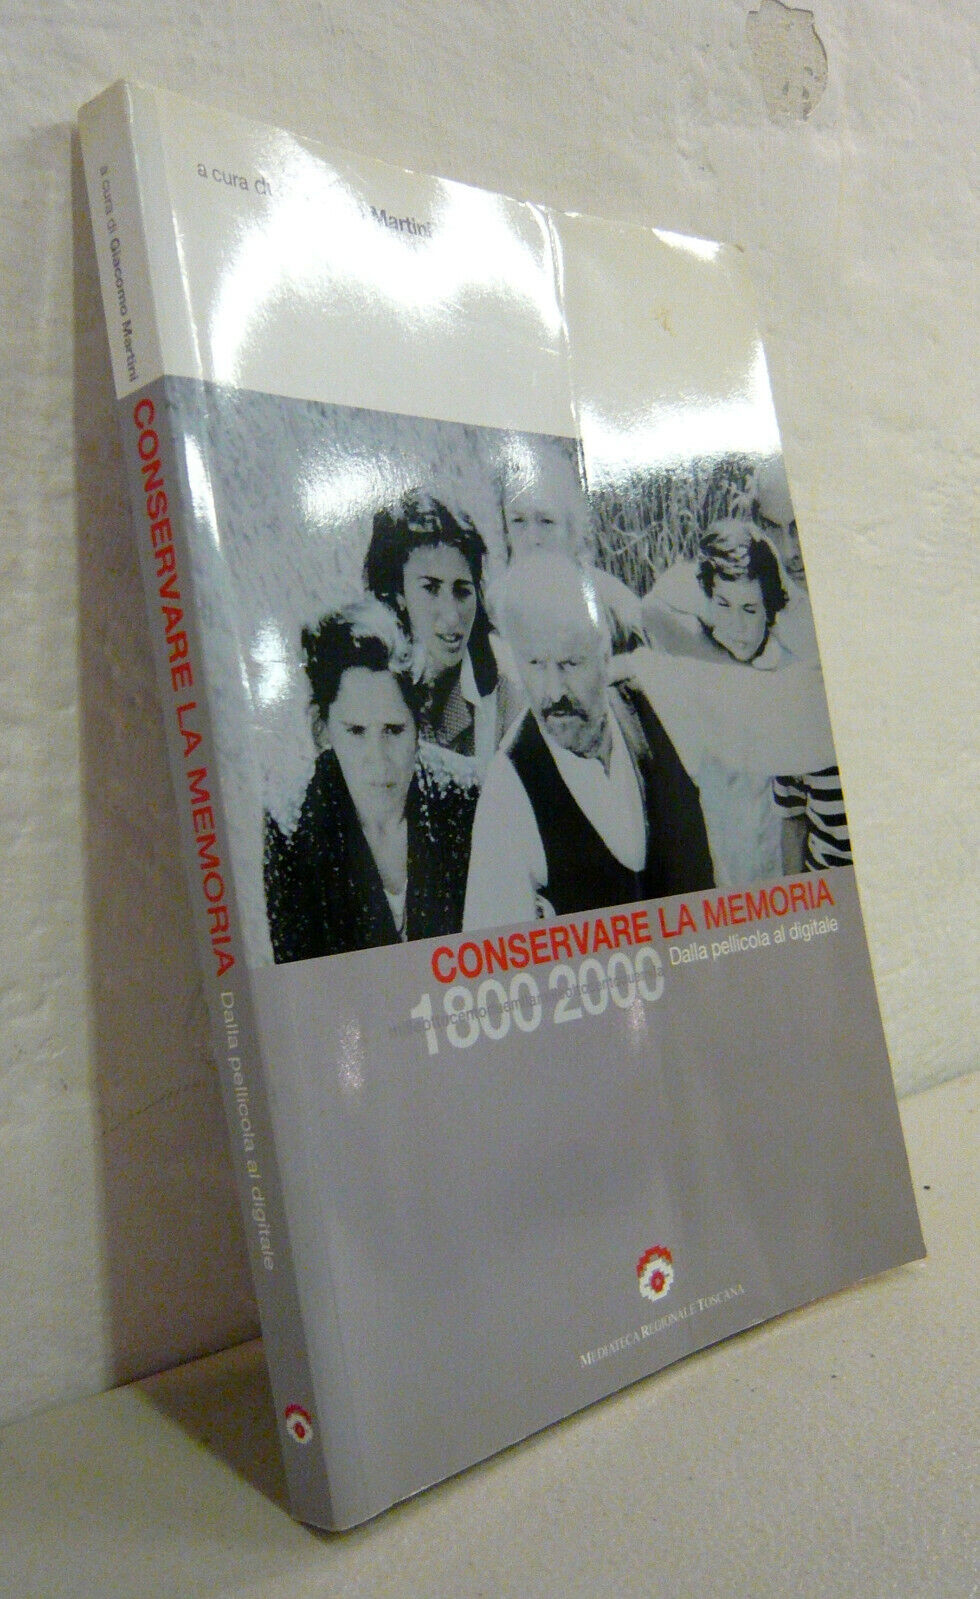 a cura di Giacomo Martini
CONSERVARE LA MEMORIA
Dalla pellicola al digitale
a cura di Martini
CONSERVARE LA MEMORIA
Dalla pellicola al digitale
1800 2000
MEDIATECA REGIONALE TOSCANA